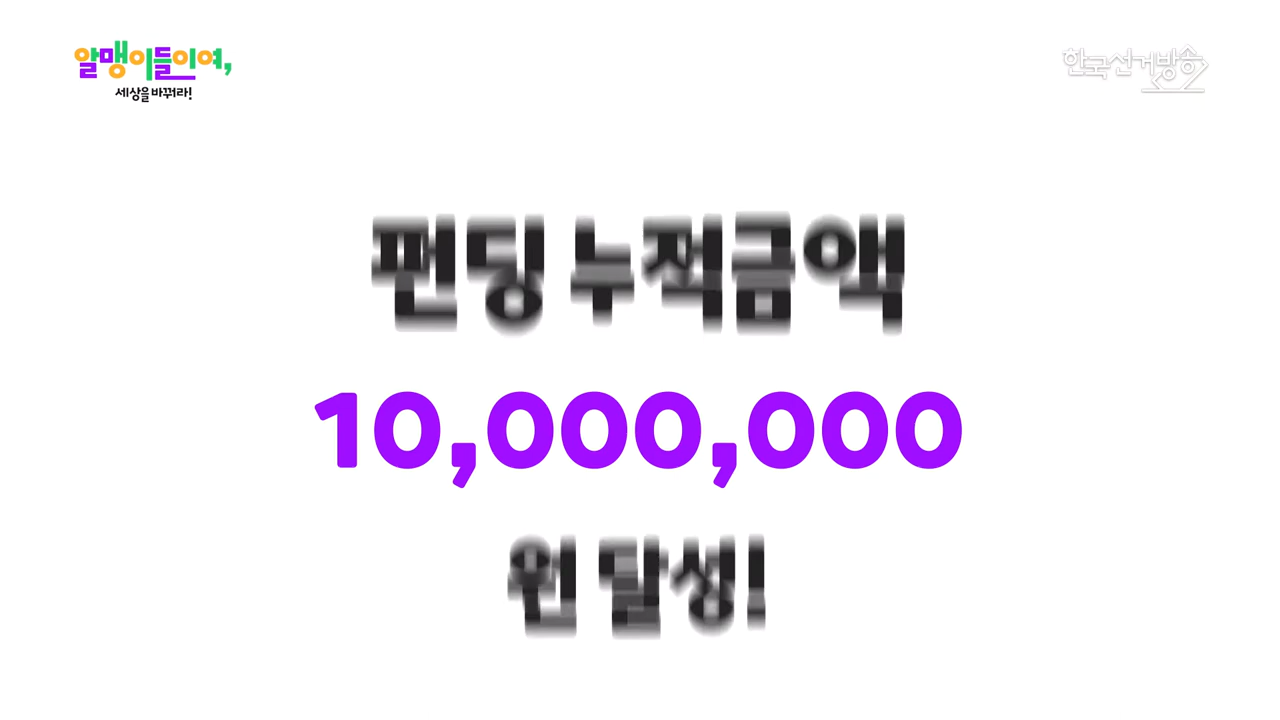 알맹이들이여,
세상을 바꿔라!
한국선거방송
펀딩 누적금액
10,000,000
원 달성!